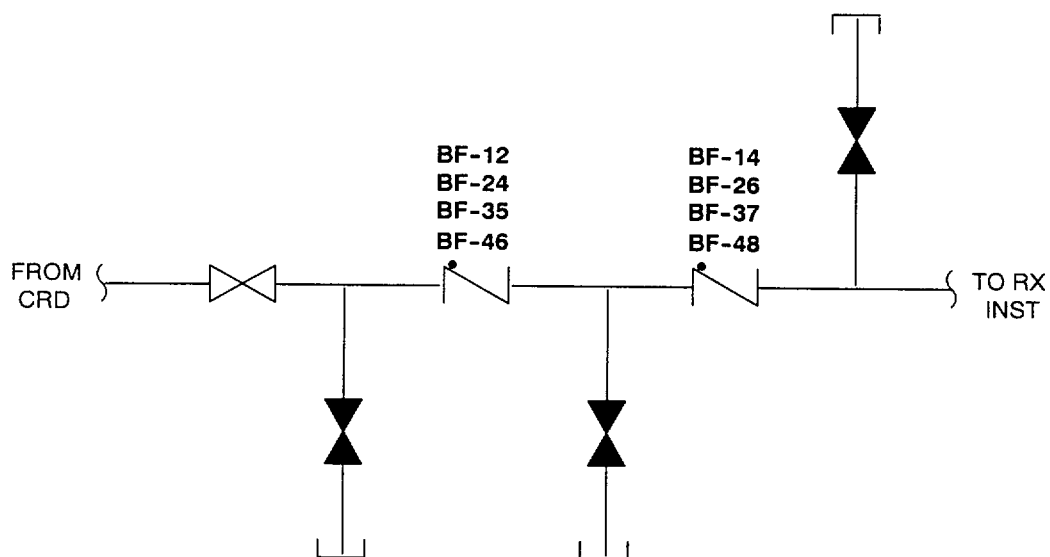 BF-12
BF-24
BF-35
BF-46
BF-14
BF-26
BF-37
BF-48
FROM
CRD
TO RX
INST